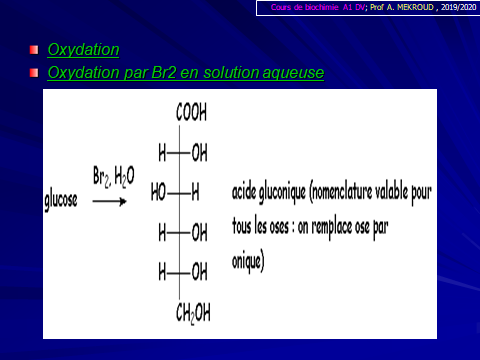 Cours de biochimie A1 DV; Prof A. MEKROUD , 2019/2020
Oxydation
Oxydation par Br2 en solution aqueuse
COOH
H OH
Br₂, H₂O
glucose
HO H
acide gluconique (nomenclature valable pour
tous les oses : on remplace ose par
onique)
H OH
H OH
CH₂OH